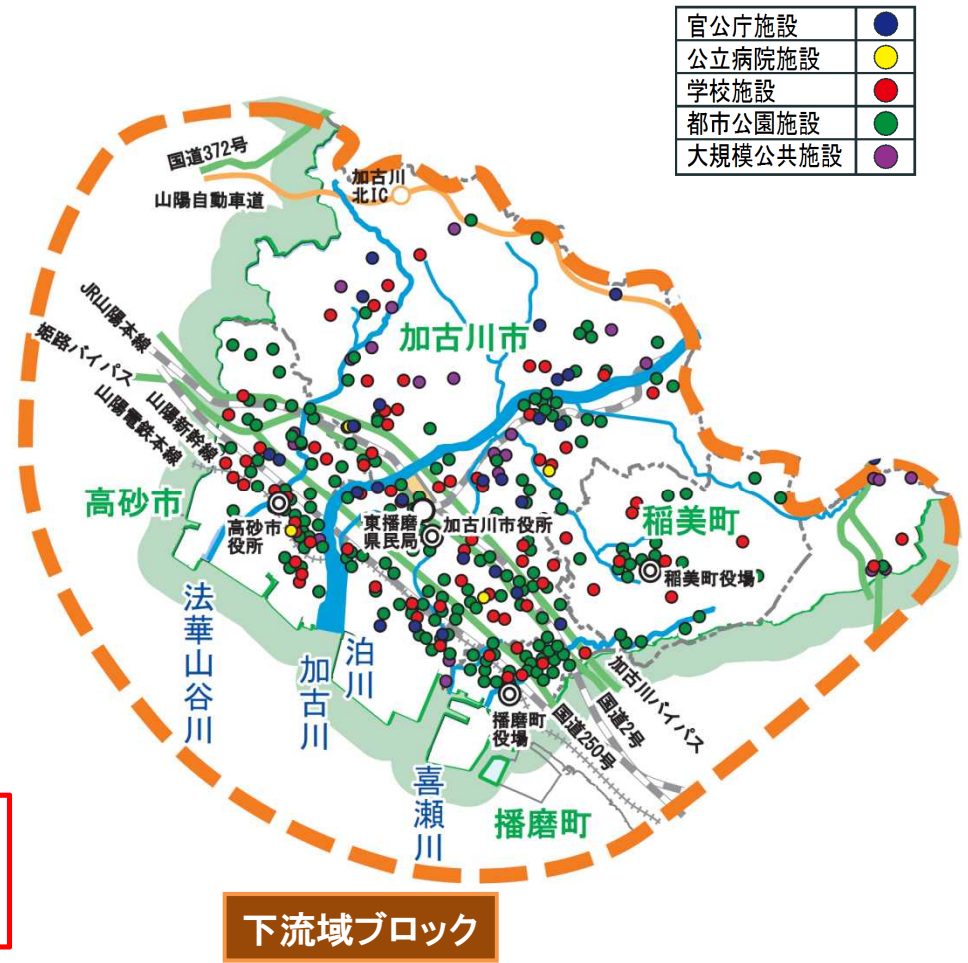 官公庁施設
公立病院施設
学校施設
都市公園施設
大規模公共施設
国道372号
山陽自動車道
加古川
北IC
JR山陽本線
姫路バイパス
山陽新幹線
山陽電鉄本線
加古川市
高砂市
高砂市
役所
東播磨
県民局
加古川市役所
稲美町
稲美町役場
法華山谷川
加古川
泊川
喜瀬川
播磨町
役場
播磨町
国道250号
国道2号
加古川バイパス
下流域ブロック